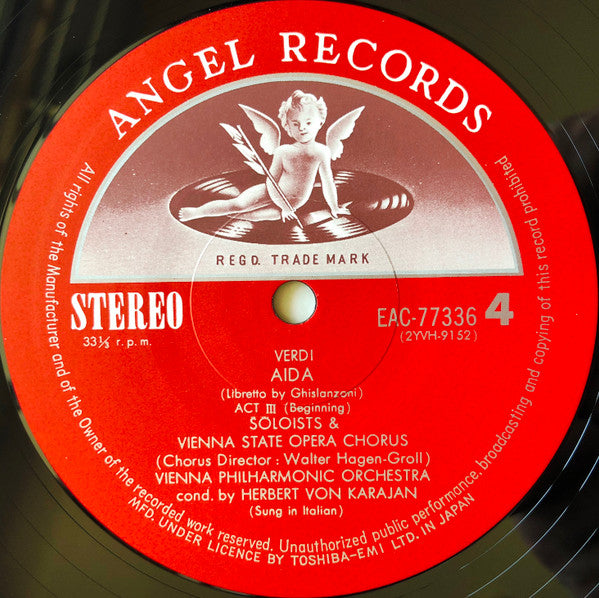 ANGEL RECORDS
REGD. TRADE MARK
STEREO
33⅓ r.p.m.
EAC-77336 4
(2YVH-9152)
VERDI
AIDA
(Libretto by Ghislanzoni)
ACT III (Beginning)
SOLOISTS &
VIENNA STATE OPERA CHORUS
(Chorus Director : Walter Hagen-Groll)
VIENNA PHILHARMONIC ORCHESTRA
cond. by HERBERT VON KARAJAN
(Sung in Italian)
All rights of the Manufacturer and of the Owner of the recorded work reserved. Unauthorized public performance, broadcasting and copying of this record prohibited
MFD. UNDER LICENCE BY TOSHIBA-EMI LTD. IN JAPAN